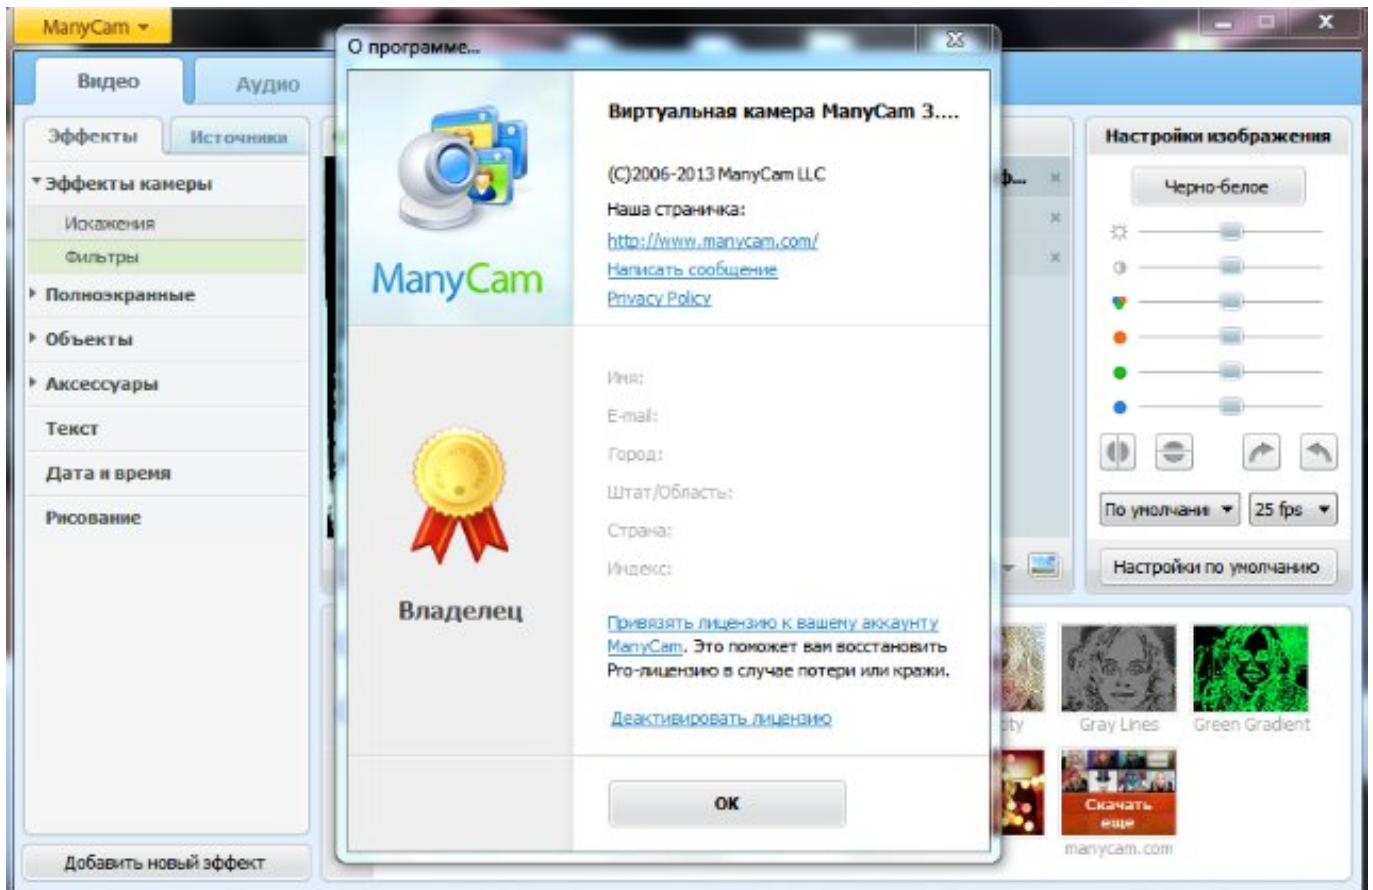 ManyCam
О программе...
Видео
Аудио
Эффекты
Источники
Эффекты камеры
Искажения
Фильтры
Полноэкранные
Объекты
Аксессуары
Текст
Дата и время
Рисование
Добавить новый эффект
ManyCam
Виртуальная камера ManyCam 3....
(C)2006-2013 ManyCam LLC
Наша страничка:
http://www.manycam.com/
Написать сообщение
Privacy Policy
Владелец
Имя:
E-mail:
Город:
Штат/Область:
Страна:
Индекс:
Привязать лицензию к вашему аккаунту
ManyCam. Это поможет вам восстановить
Pro-лицензию в случае потери или кражи.
Деактивировать лицензию
OK
Настройки изображения
Черно-белое
По умолчани
25 fps
Настройки по умолчанию
Gray Lines
Green Gradient
Скачать
еще
manycam.com